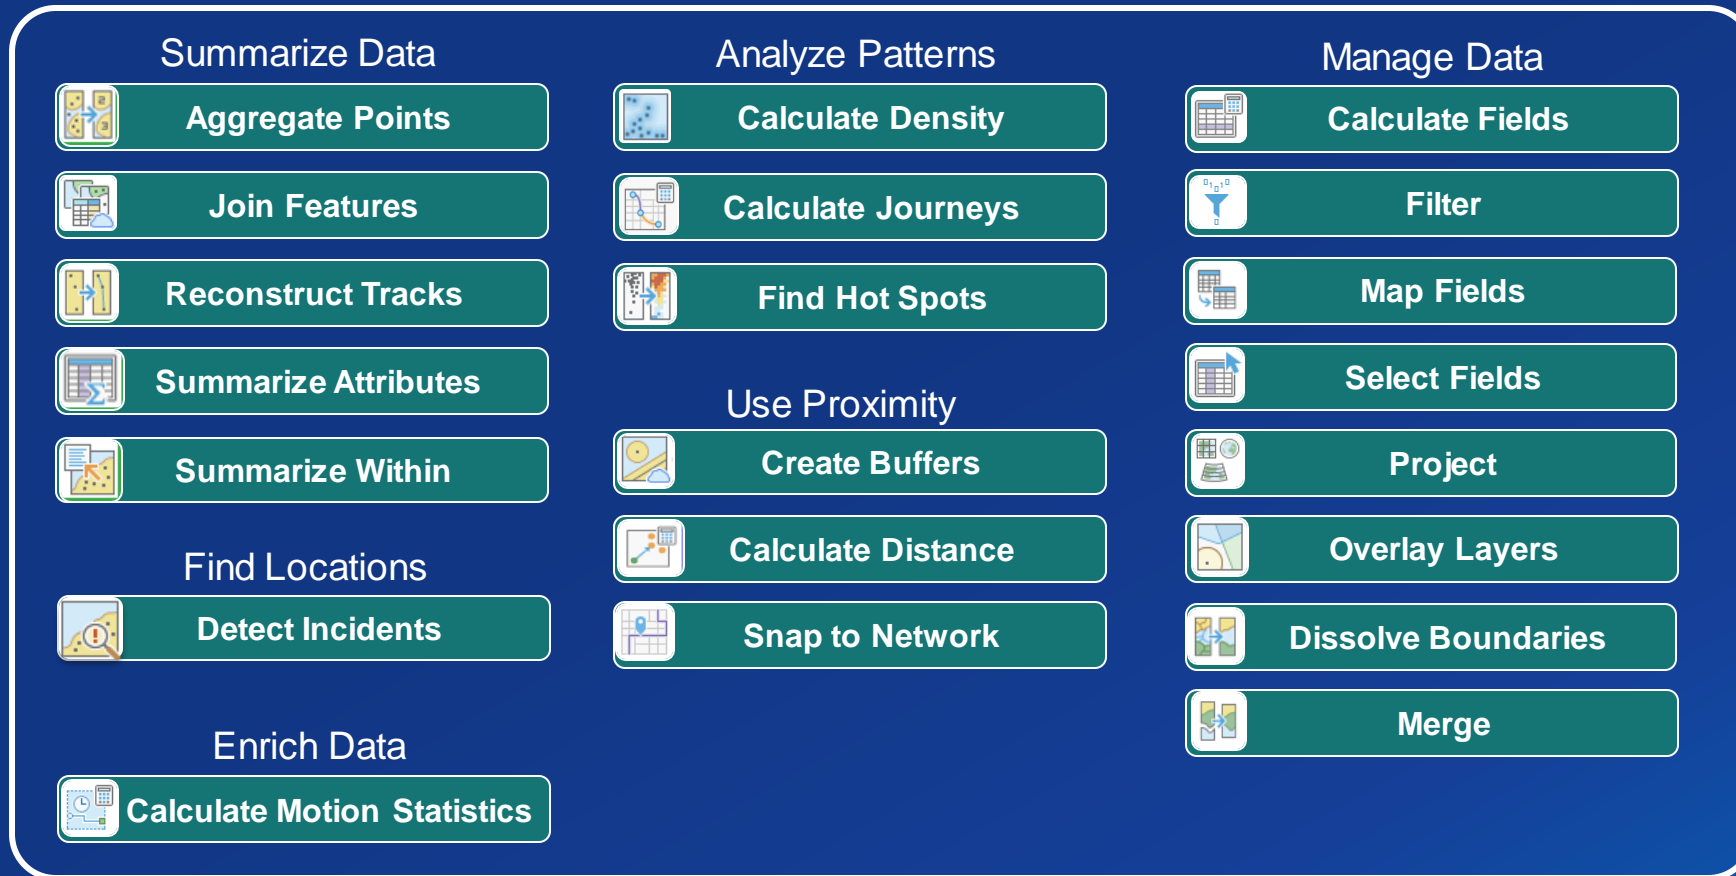 Summarize Data
Aggregate Points
Join Features
Reconstruct Tracks
Summarize Attributes
Summarize Within
Find Locations
Detect Incidents
Enrich Data
Calculate Motion Statistics
Analyze Patterns
Calculate Density
Calculate Journeys
Find Hot Spots
Use Proximity
Create Buffers
Calculate Distance
Snap to Network
Manage Data
Calculate Fields
Filter
Map Fields
Select Fields
Project
Overlay Layers
Dissolve Boundaries
Merge